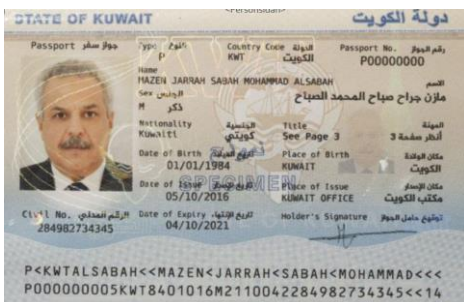 <Personsidan>
STATE OF KUWAIT دولة الكويت
Passport جواز سفر Type النوع Country Code الدولة Passport No. رقم الجواز
P KWT الكويت P00000000
Name الاسم
MAZEN JARRAH SABAH MOHAMMAD ALSABAH
مازن جراح صباح المحمد الصباح
Sex الجنس
M ذكر
Nationality الجنسية Title المهنة
Kuwaiti كويتي See Page 3 أنظر صفحة 3
Date of Birth تاريخ الميلاد Place of Birth مكان الولادة
01/01/1984 KUWAIT الكويت
نموذج
SPECIMEN
Date of Issue تاريخ الإصدار Place of Issue مكان الإصدار
05/10/2016 KUWAIT OFFICE مكتب الكويت
Civil No. الرقم المدني Date of Expiry تاريخ الإنتهاء Holder's Signature توقيع حامل الجواز
284982734345 04/10/2021
P<KWTALSABAH<<MAZEN<JARRAH<SABAH<MOHAMMAD<<<
P000000005KWT8401016M2110042284982734345<<14